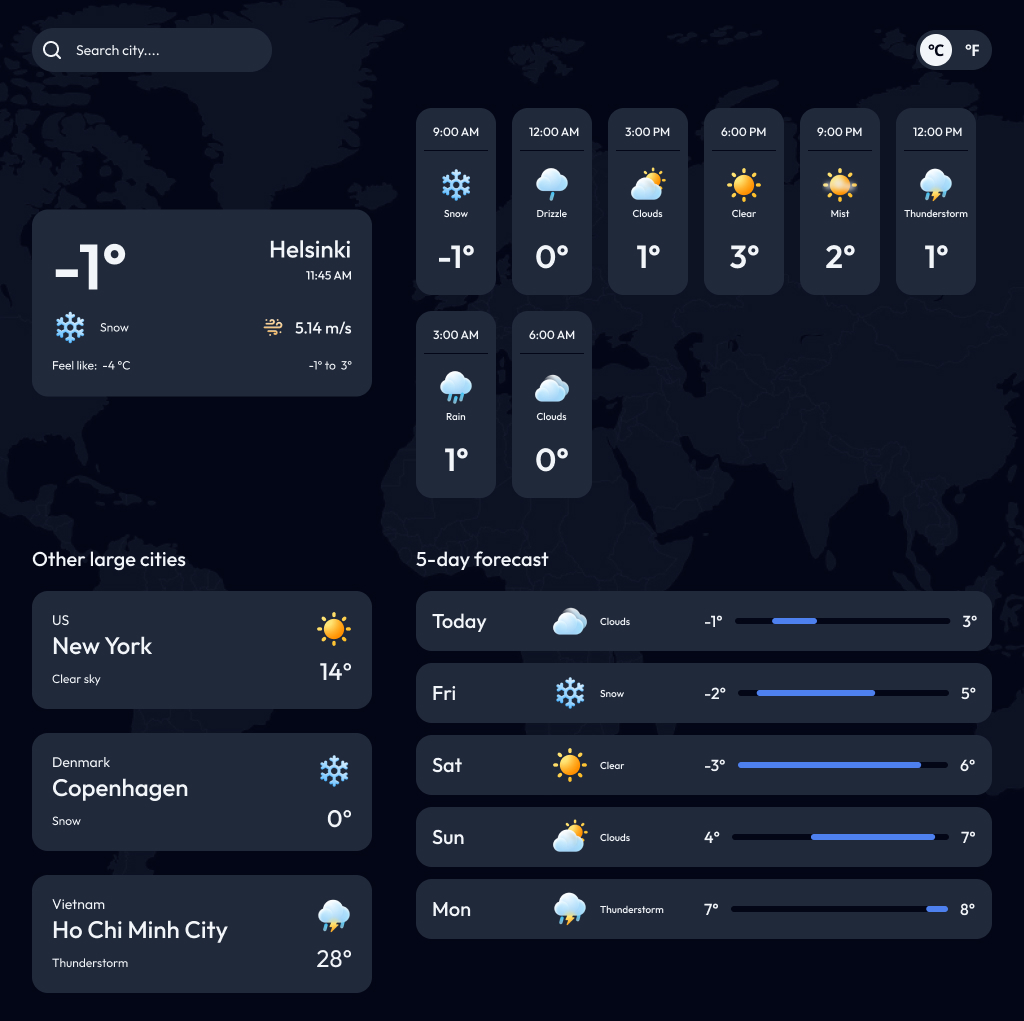 Search city....
°C °F
-1°
Helsinki
11:45 AM
Snow
5.14 m/s
Feel like: -4 °C
-1° to 3°
9:00 AM
Snow
-1°
12:00 AM
Drizzle
0°
3:00 PM
Clouds
1°
6:00 PM
Clear
3°
9:00 PM
Mist
2°
12:00 PM
Thunderstorm
1°
3:00 AM
Rain
1°
6:00 AM
Clouds
0°
Other large cities
US
New York
Clear sky
14°
Denmark
Copenhagen
Snow
0°
Vietnam
Ho Chi Minh City
Thunderstorm
28°
5-day forecast
Today Clouds -1° 3°
Fri Snow -2° 5°
Sat Clear -3° 6°
Sun Clouds 4° 7°
Mon Thunderstorm 7° 8°